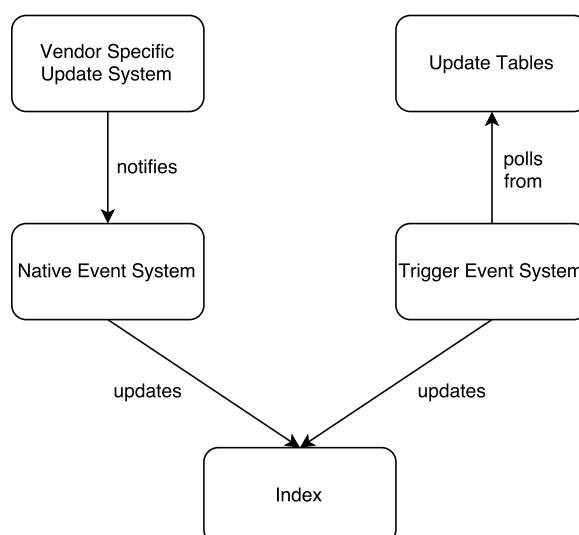 Vendor Specific
Update System
Update Tables
notifies
polls
from
Native Event System
Trigger Event System
updates
updates
Index